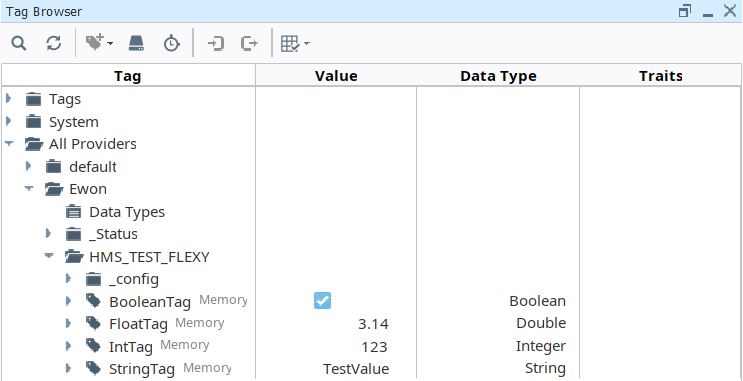 Tag Browser
Tag Value Data Type Traits
Tags
System
All Providers
default
Ewon
Data Types
_Status
HMS_TEST_FLEXY
_config
BooleanTag Memory Boolean
FloatTag Memory 3.14 Double
IntTag Memory 123 Integer
StringTag Memory TestValue String